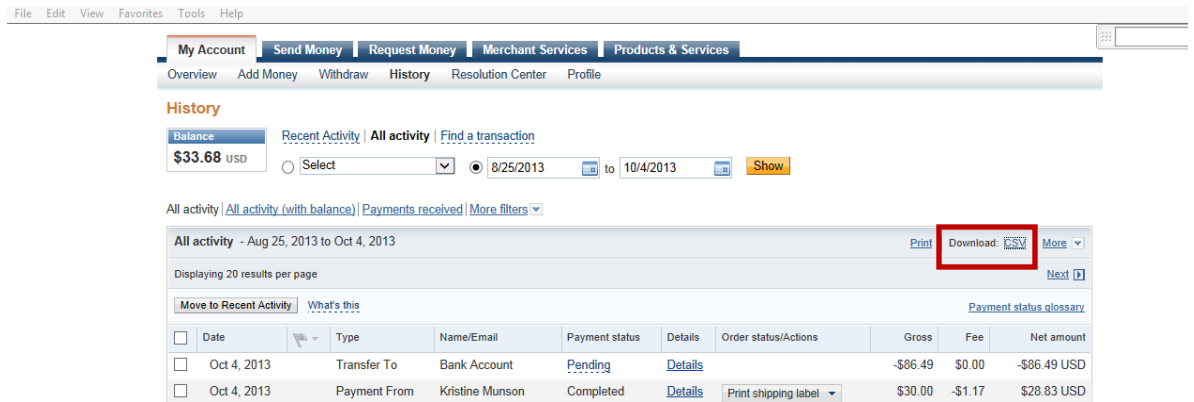 File Edit View Favorites Tools Help
My Account Send Money Request Money Merchant Services Products & Services
Overview Add Money Withdraw History Resolution Center Profile
History
Balance
$33.68 USD
Recent Activity | All activity | Find a transaction
Select 8/25/2013 to 10/4/2013 Show
All activity | All activity (with balance) | Payments received | More filters
All activity - Aug 25, 2013 to Oct 4, 2013 Print Download: CSV More
Displaying 20 results per page Next
Move to Recent Activity What's this Payment status glossary
Date Type Name/Email Payment status Details Order status/Actions Gross Fee Net amount
Oct 4, 2013 Transfer To Bank Account Pending Details -$86.49 $0.00 -$86.49 USD
Oct 4, 2013 Payment From Kristine Munson Completed Details Print shipping label $30.00 -$1.17 $28.83 USD